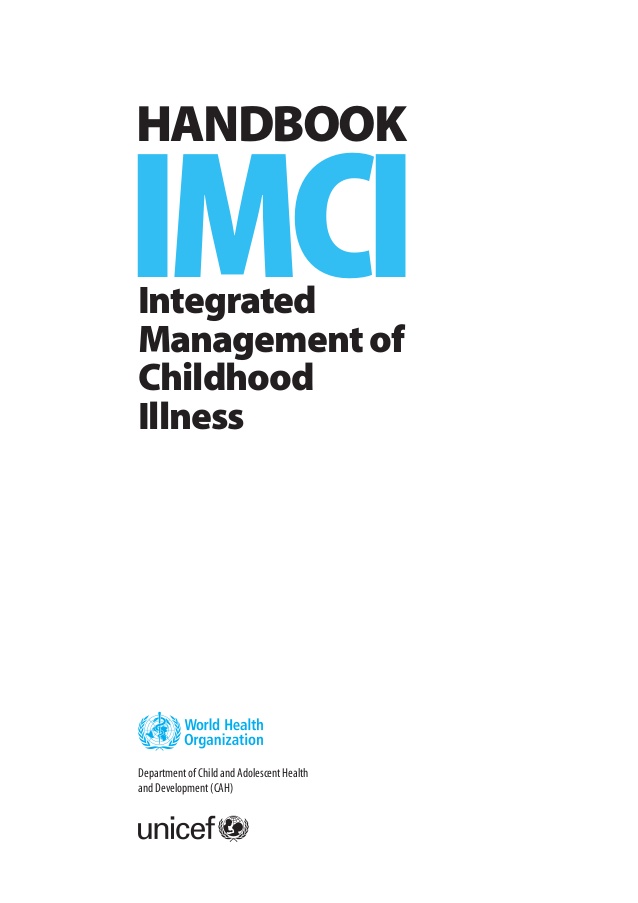 HANDBOOK
IMCI
Integrated
Management of
Childhood
Illness
World Health
Organization
Department of Child and Adolescent Health
and Development (CAH)
unicef